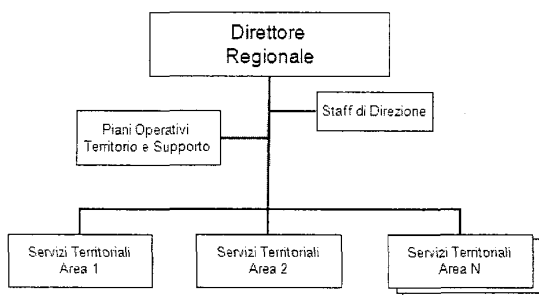 Direttore
Regionale
Staff di Direzione
Piani Operativi
Territorio e Supporto
Servizi Territoriali
Area 1
Servizi Territoriali
Area 2
Servizi Territoriali
Area N